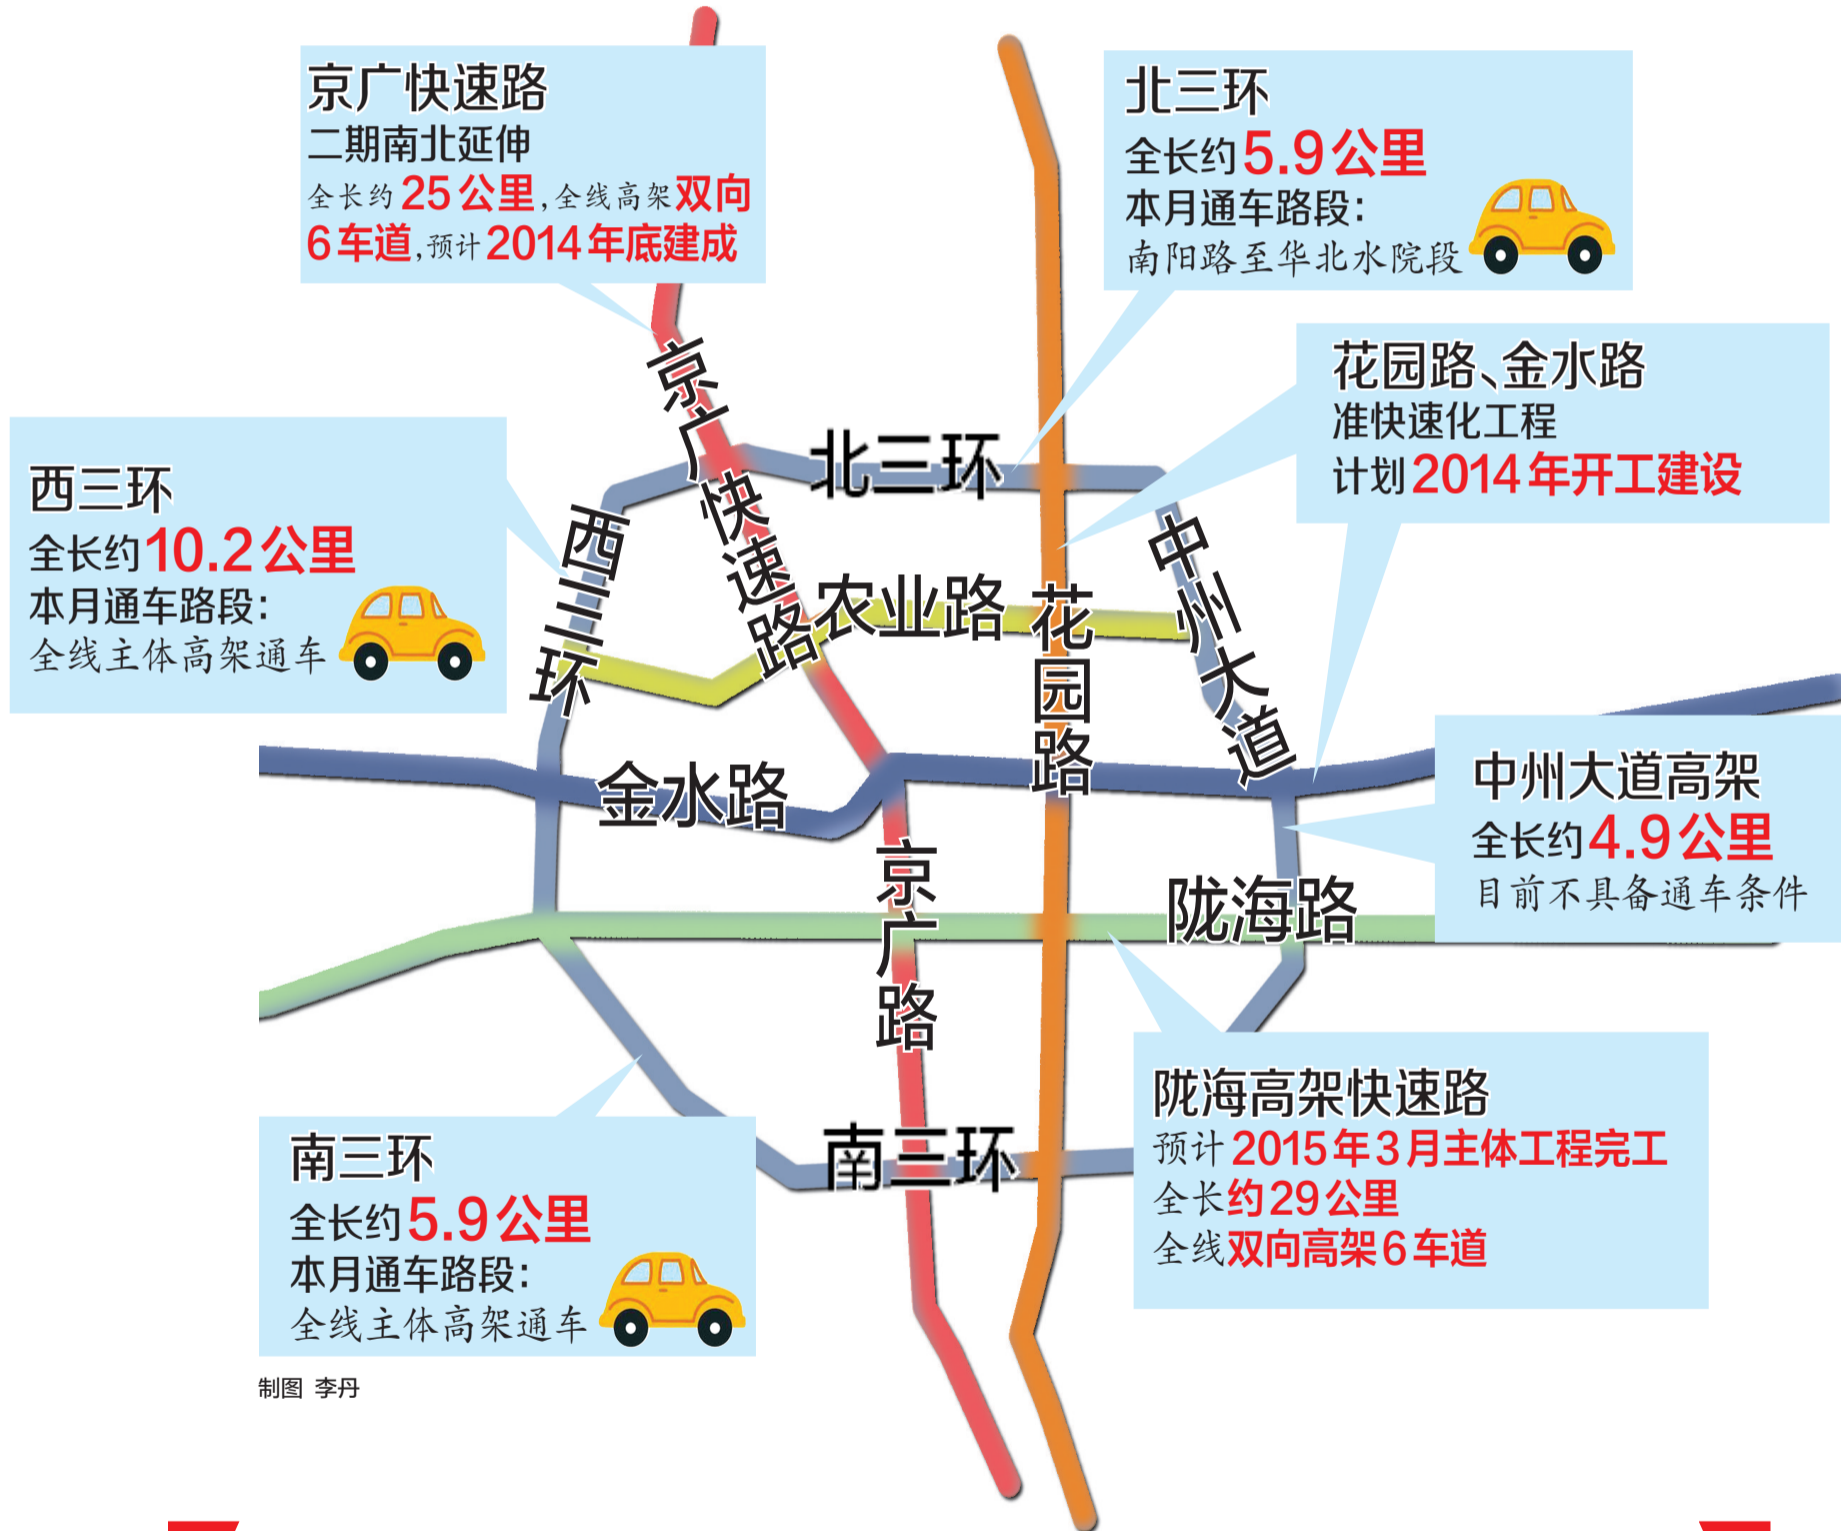 京广快速路
二期南北延伸
全长约25公里,全线高架双向
6车道,预计2014年底建成
北三环
全长约5.9公里
本月通车路段:
南阳路至华北水院段
花园路、金水路
准快速化工程
计划2014年开工建设
西三环
全长约10.2公里
本月通车路段:
全线主体高架通车
京广快速路
北三环
西三环
中州大道
农业路
花园路
金水路
中州大道高架
全长约4.9公里
目前不具备通车条件
京广路
陇海路
陇海高架快速路
预计2015年3月主体工程完工
全长约29公里
全线双向高架6车道
南三环
南三环
全长约5.9公里
本月通车路段:
全线主体高架通车
制图 李丹